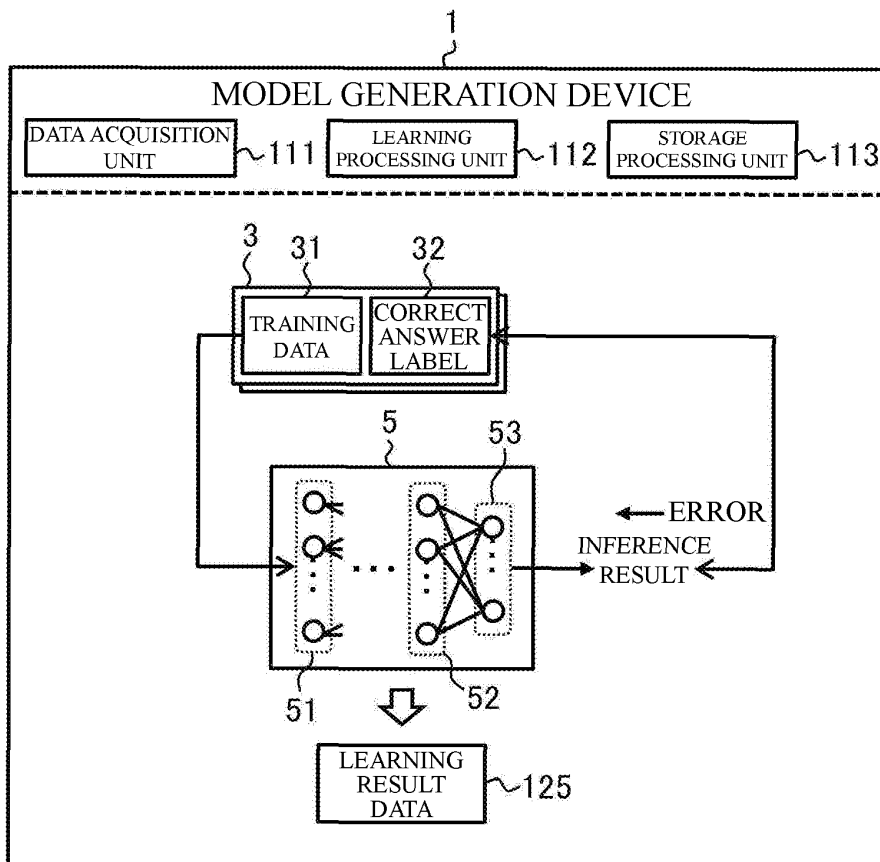 1
MODEL GENERATION DEVICE
DATA ACQUISITION
UNIT
111
LEARNING
PROCESSING UNIT
112
STORAGE
PROCESSING UNIT
113
3
31
32
TRAINING
DATA
CORRECT
ANSWER
LABEL
5
53
ERROR
INFERENCE
RESULT
51
52
LEARNING
RESULT
DATA
125